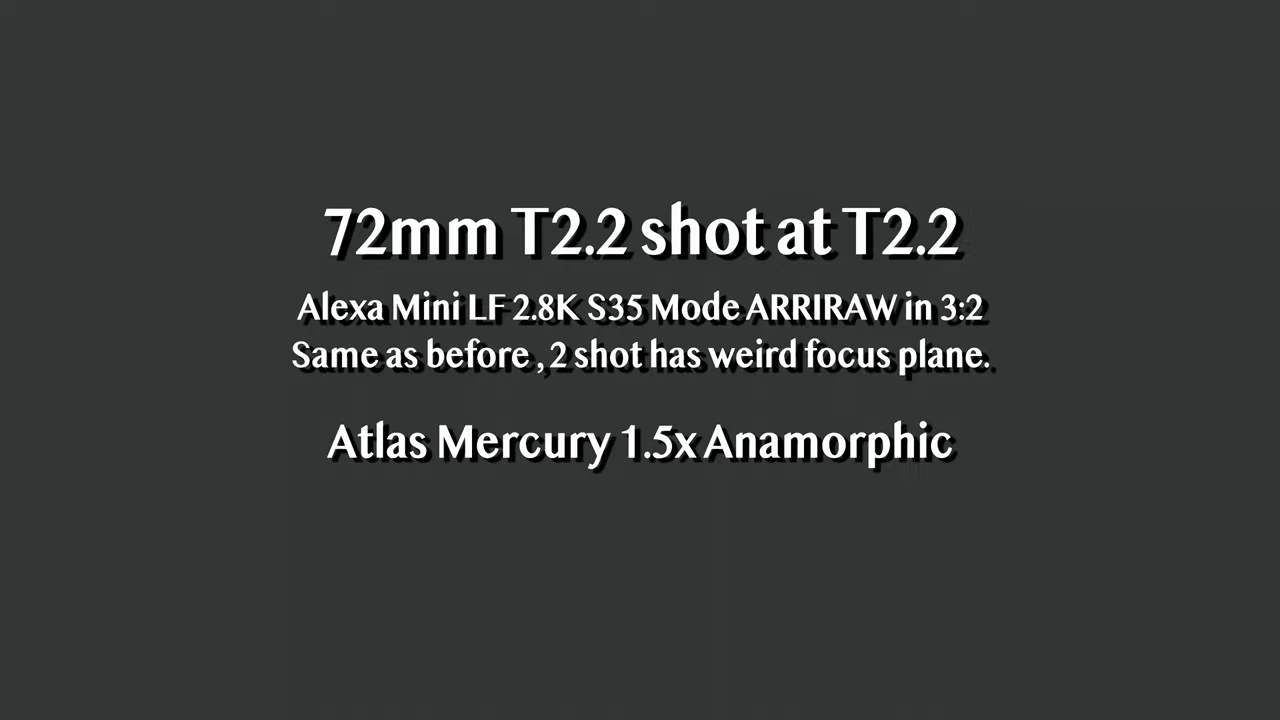 72mm T2.2 shot at T2.2
Alexa Mini LF 2.8K S35 Mode ARRIRAW in 3:2
Same as before , 2 shot has weird focus plane.
Atlas Mercury 1.5x Anamorphic